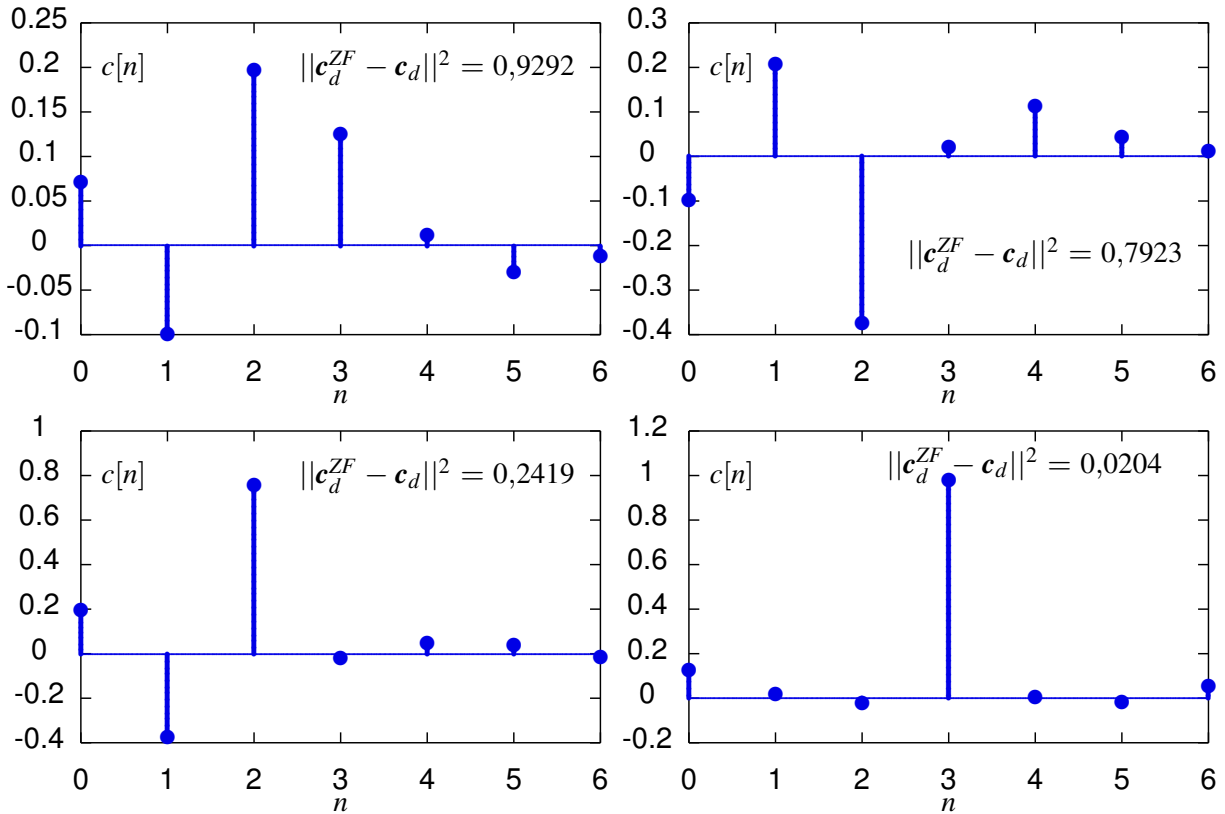 0.25
0.2
0.15
0.1
0.05
0
-0.05
-0.1
c[n]
||c_d^{ZF} − c_d||² = 0,9292
0 1 2 3 4 5 6
n
0.3
0.2
0.1
0
-0.1
-0.2
-0.3
-0.4
c[n]
||c_d^{ZF} − c_d||² = 0,7923
0 1 2 3 4 5 6
n
1
0.8
0.6
0.4
0.2
0
-0.2
-0.4
c[n]
||c_d^{ZF} − c_d||² = 0,2419
0 1 2 3 4 5 6
n
1.2
1
0.8
0.6
0.4
0.2
0
-0.2
c[n]
||c_d^{ZF} − c_d||² = 0,0204
0 1 2 3 4 5 6
n